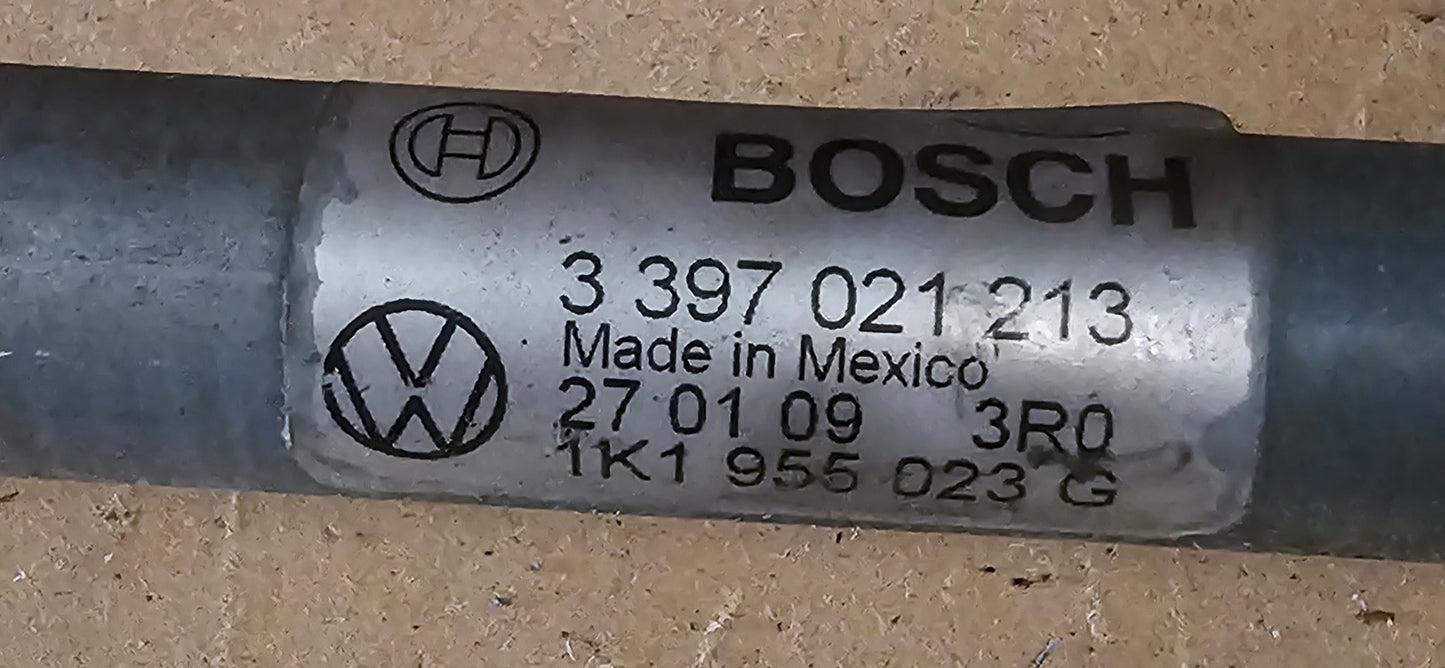 BOSCH
3 397 021 213
Made in Mexico
27 01 09 3R0
1K1 955 023 G